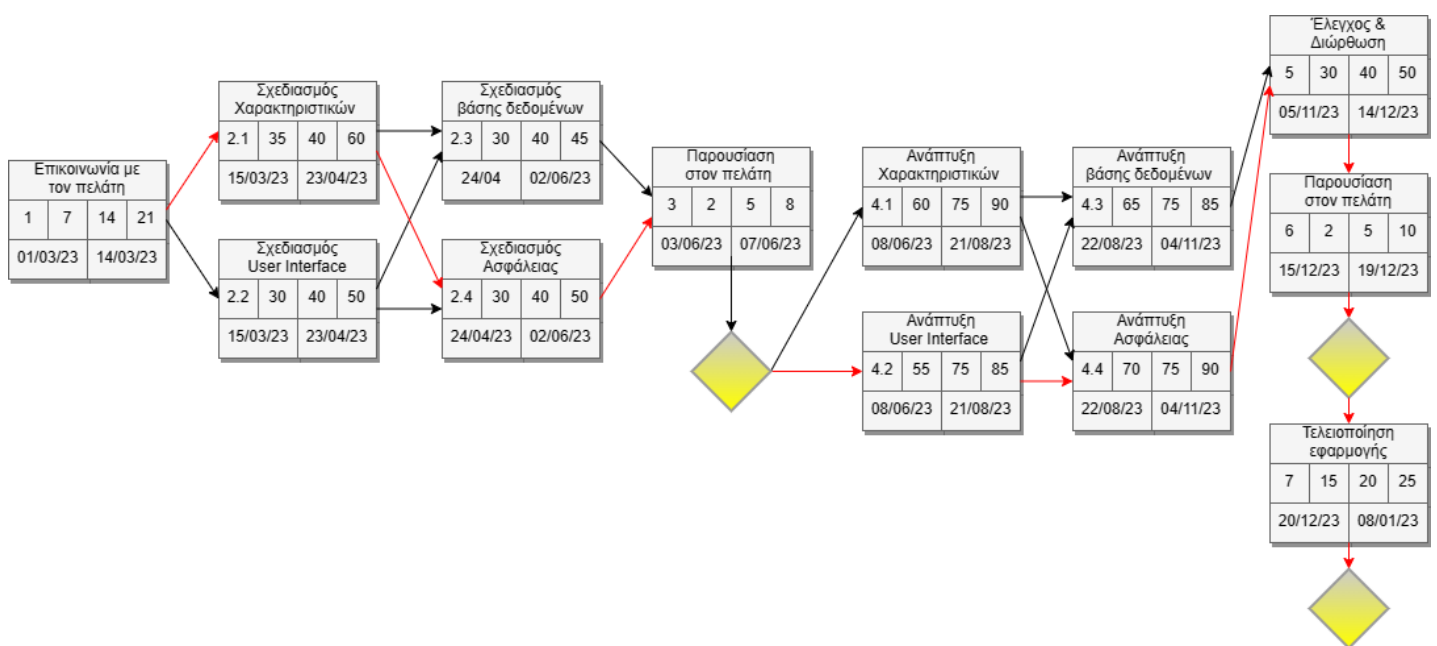 Επικοινωνία με
τον πελάτη
1 7 14 21
01/03/23 14/03/23
Σχεδιασμός
Χαρακτηριστικών
2.1 35 40 60
15/03/23 23/04/23
Σχεδιασμός
User Interface
2.2 30 40 50
15/03/23 23/04/23
Σχεδιασμός
βάσης δεδομένων
2.3 30 40 45
24/04 02/06/23
Σχεδιασμός
Ασφάλειας
2.4 30 40 50
24/04/23 02/06/23
Παρουσίαση
στον πελάτη
3 2 5 8
03/06/23 07/06/23
Ανάπτυξη
Χαρακτηριστικών
4.1 60 75 90
08/06/23 21/08/23
Ανάπτυξη
User Interface
4.2 55 75 85
08/06/23 21/08/23
Ανάπτυξη
βάσης δεδομένων
4.3 65 75 85
22/08/23 04/11/23
Ανάπτυξη
Ασφάλειας
4.4 70 75 90
22/08/23 04/11/23
Έλεγχος &
Διώρθωση
5 30 40 50
05/11/23 14/12/23
Παρουσίαση
στον πελάτη
6 2 5 10
15/12/23 19/12/23
Τελειοποίηση
εφαρμογής
7 15 20 25
20/12/23 08/01/23